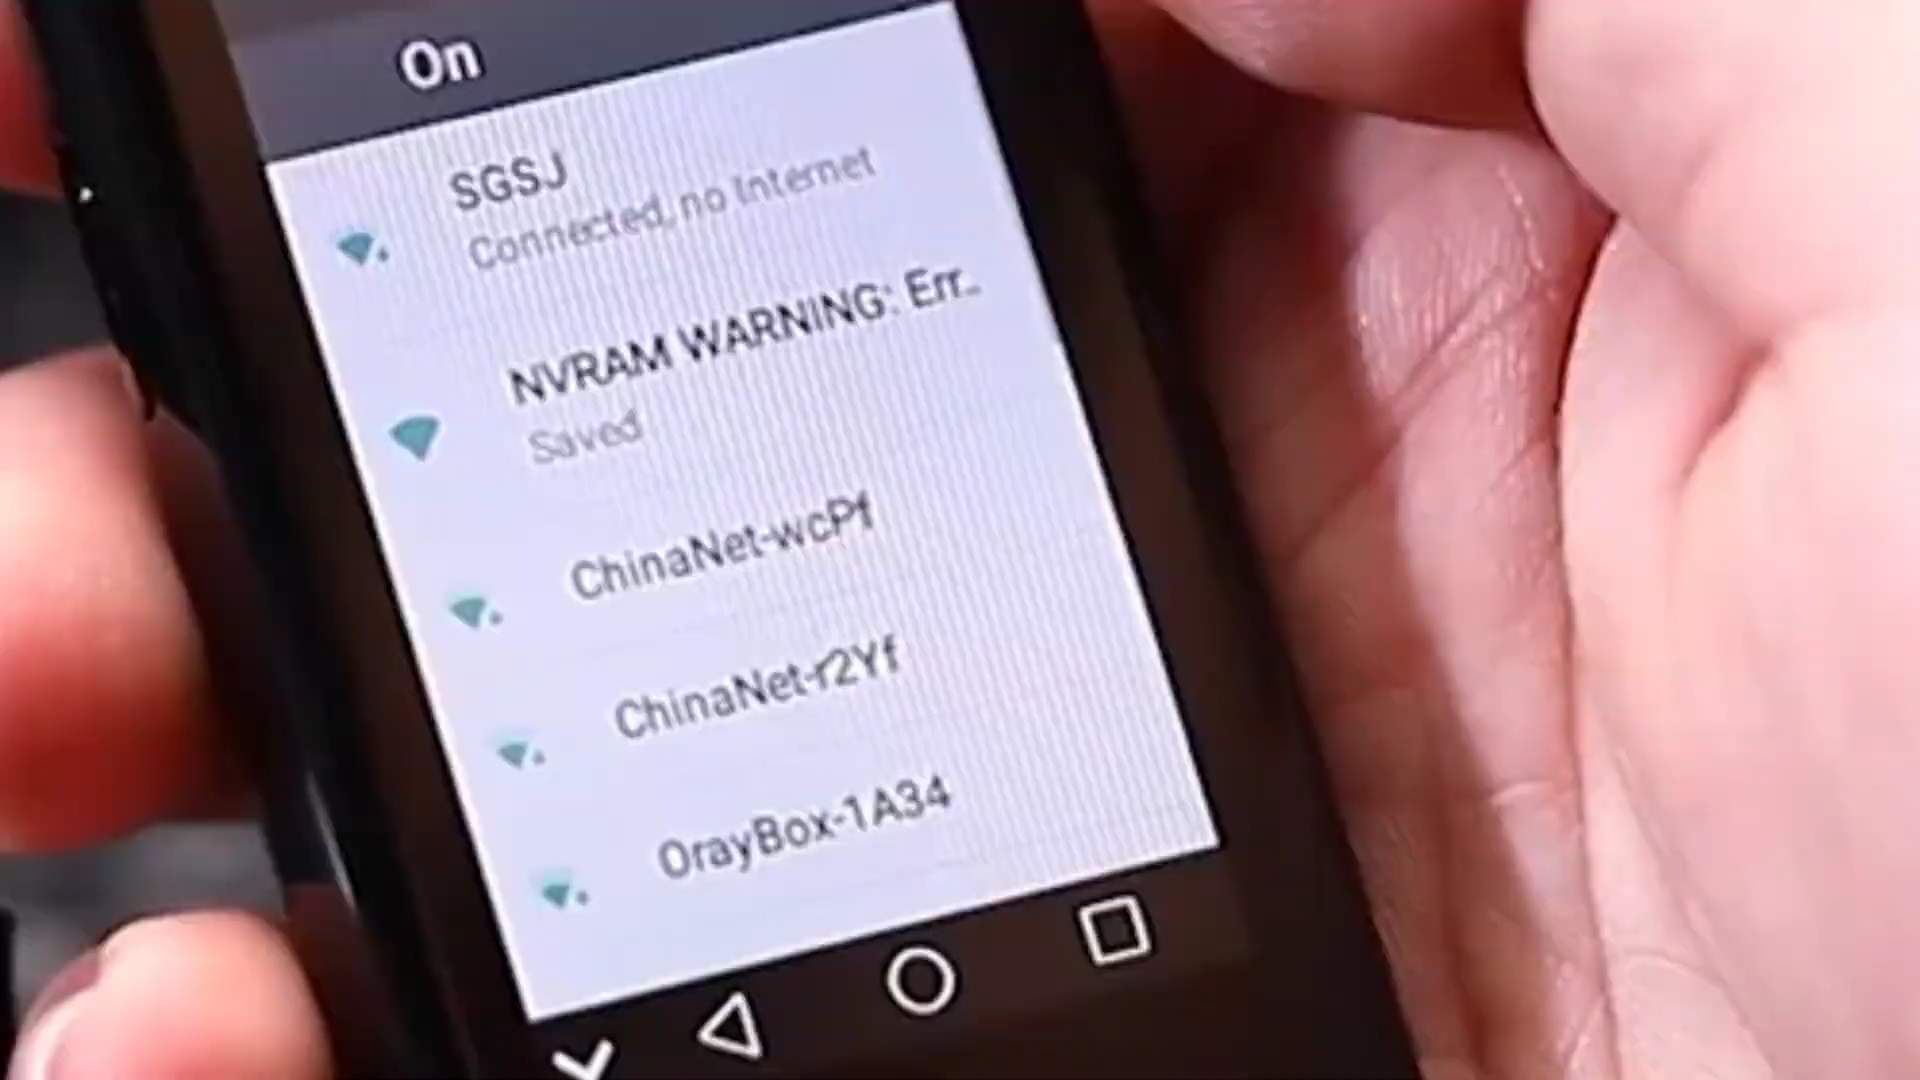 On
SGSJ
Connected, no Internet
NVRAM WARNING: Err..
Saved
ChinaNet-wcPf
ChinaNet-r2Yf
OrayBox-1A34